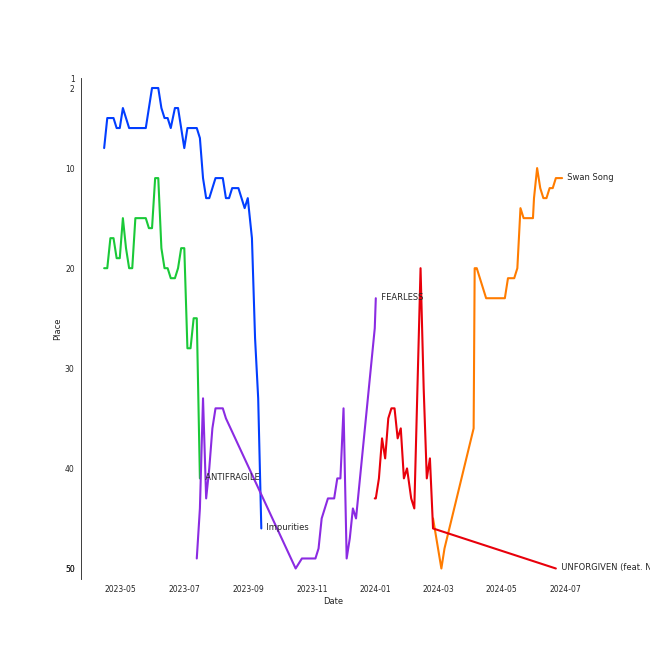 1
2
10
Swan Song
20
FEARLESS
Place
30
40
ANTIFRAGILE
Impurities
50
UNFORGIVEN (feat. N
2023-05
2023-07
2023-09
2023-11
2024-01
2024-03
2024-05
2024-07
Date